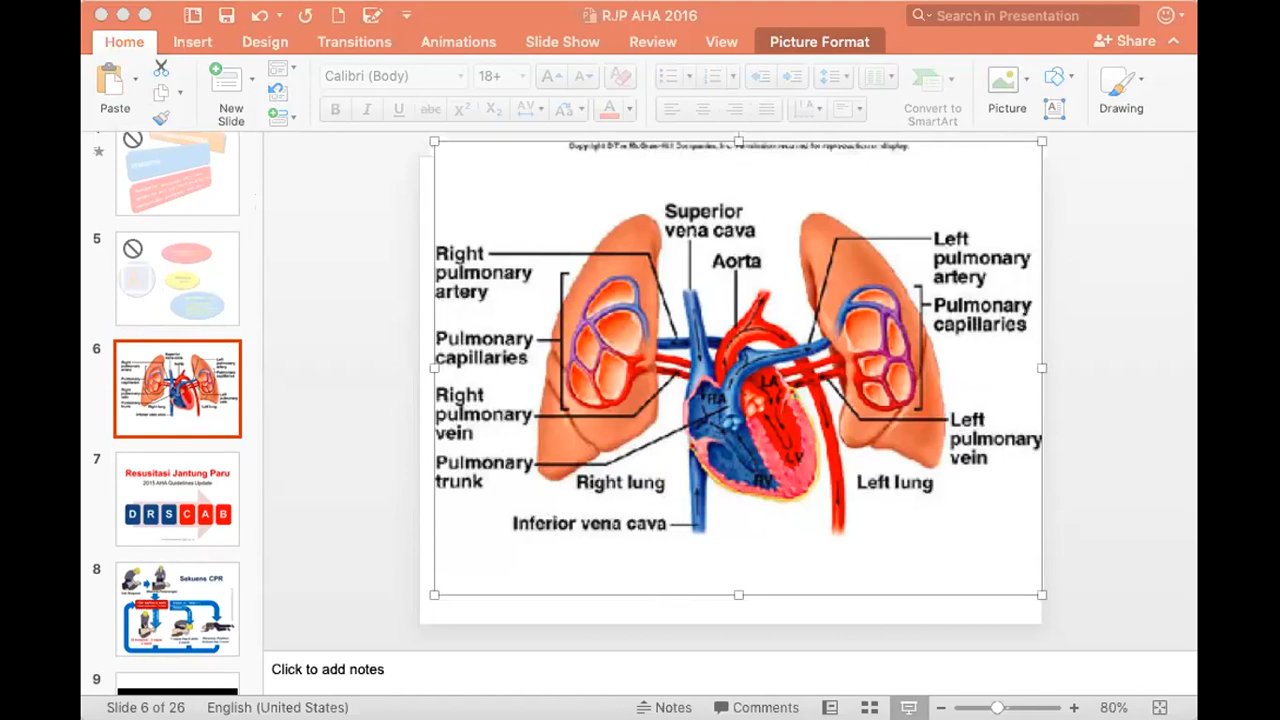 RJP AHA 2016
Search in Presentation
Home Insert Design Transitions Animations Slide Show Review View Picture Format Share
Calibri (Body) 18+
Paste
New
Slide
Convert to
SmartArt
Picture
Drawing
5
6
7
Resusitasi Jantung Paru
2015 AHA Guidelines Update
D R S C A B
8
Sekuens CPR
9
Superior
vena cava
Right
pulmonary
artery
Aorta
Left
pulmonary
artery
Pulmonary
capillaries
Pulmonary
capillaries
Right
pulmonary
vein
Left
pulmonary
vein
Pulmonary
trunk
RA
LA
LV
RV
Right lung
Left lung
Inferior vena cava
Click to add notes
Slide 6 of 26 English (United States) Notes Comments 80%